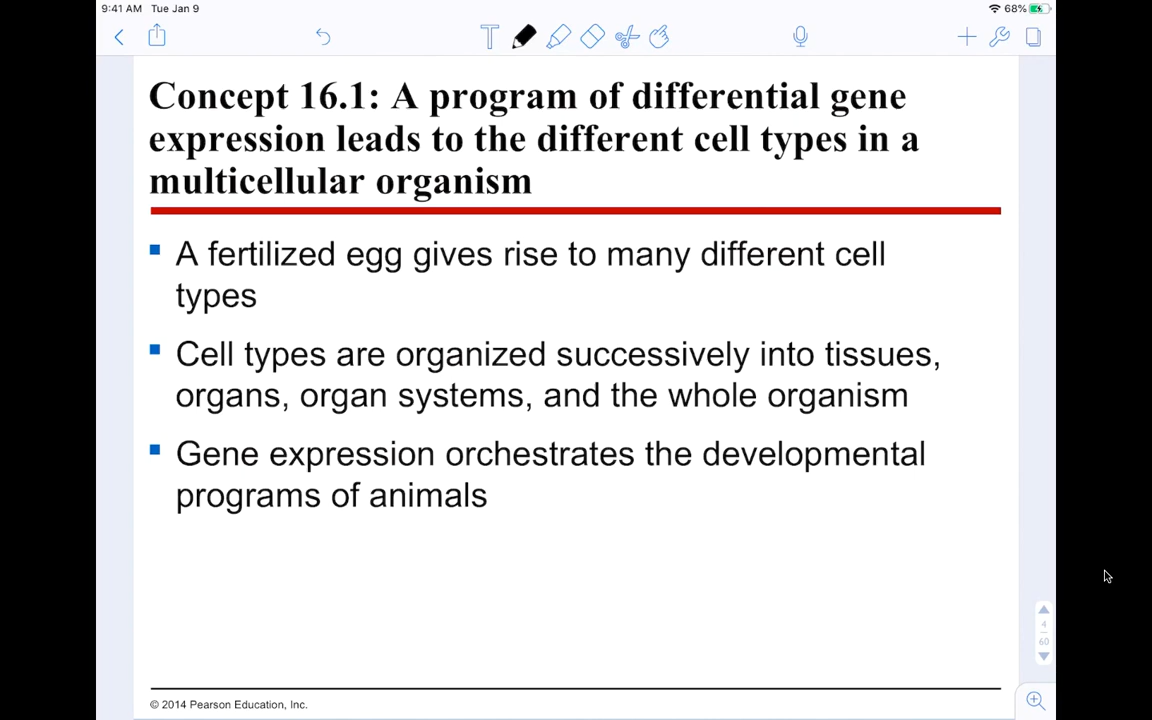 9:41 AM Tue Jan 9
68%
T
Concept 16.1: A program of differential gene
expression leads to the different cell types in a
multicellular organism
A fertilized egg gives rise to many different cell
types
Cell types are organized successively into tissues,
organs, organ systems, and the whole organism
Gene expression orchestrates the developmental
programs of animals
4
60
© 2014 Pearson Education, Inc.